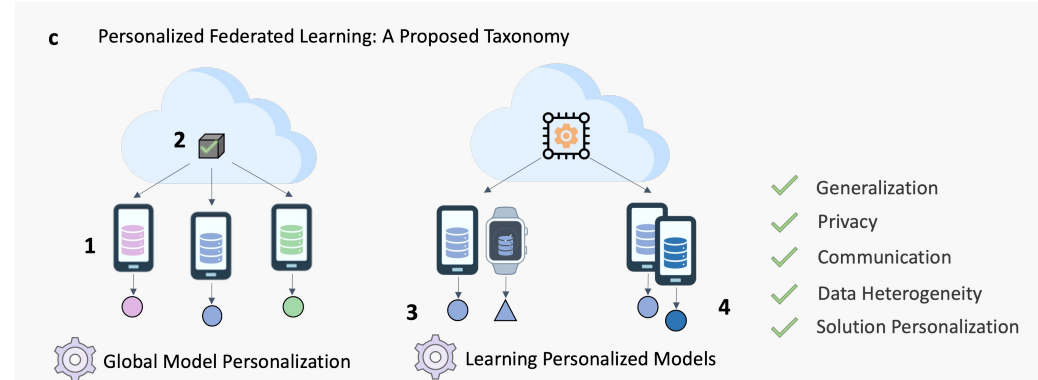 c Personalized Federated Learning: A Proposed Taxonomy
2
1
3
4
Global Model Personalization
Learning Personalized Models
Generalization
Privacy
Communication
Data Heterogeneity
Solution Personalization